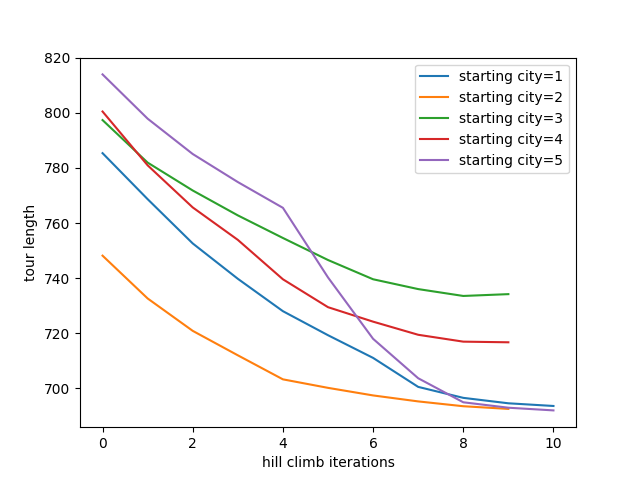 820
800
780
760
740
720
700
0
2
4
6
8
10
tour length
hill climb iterations
starting city=1
starting city=2
starting city=3
starting city=4
starting city=5